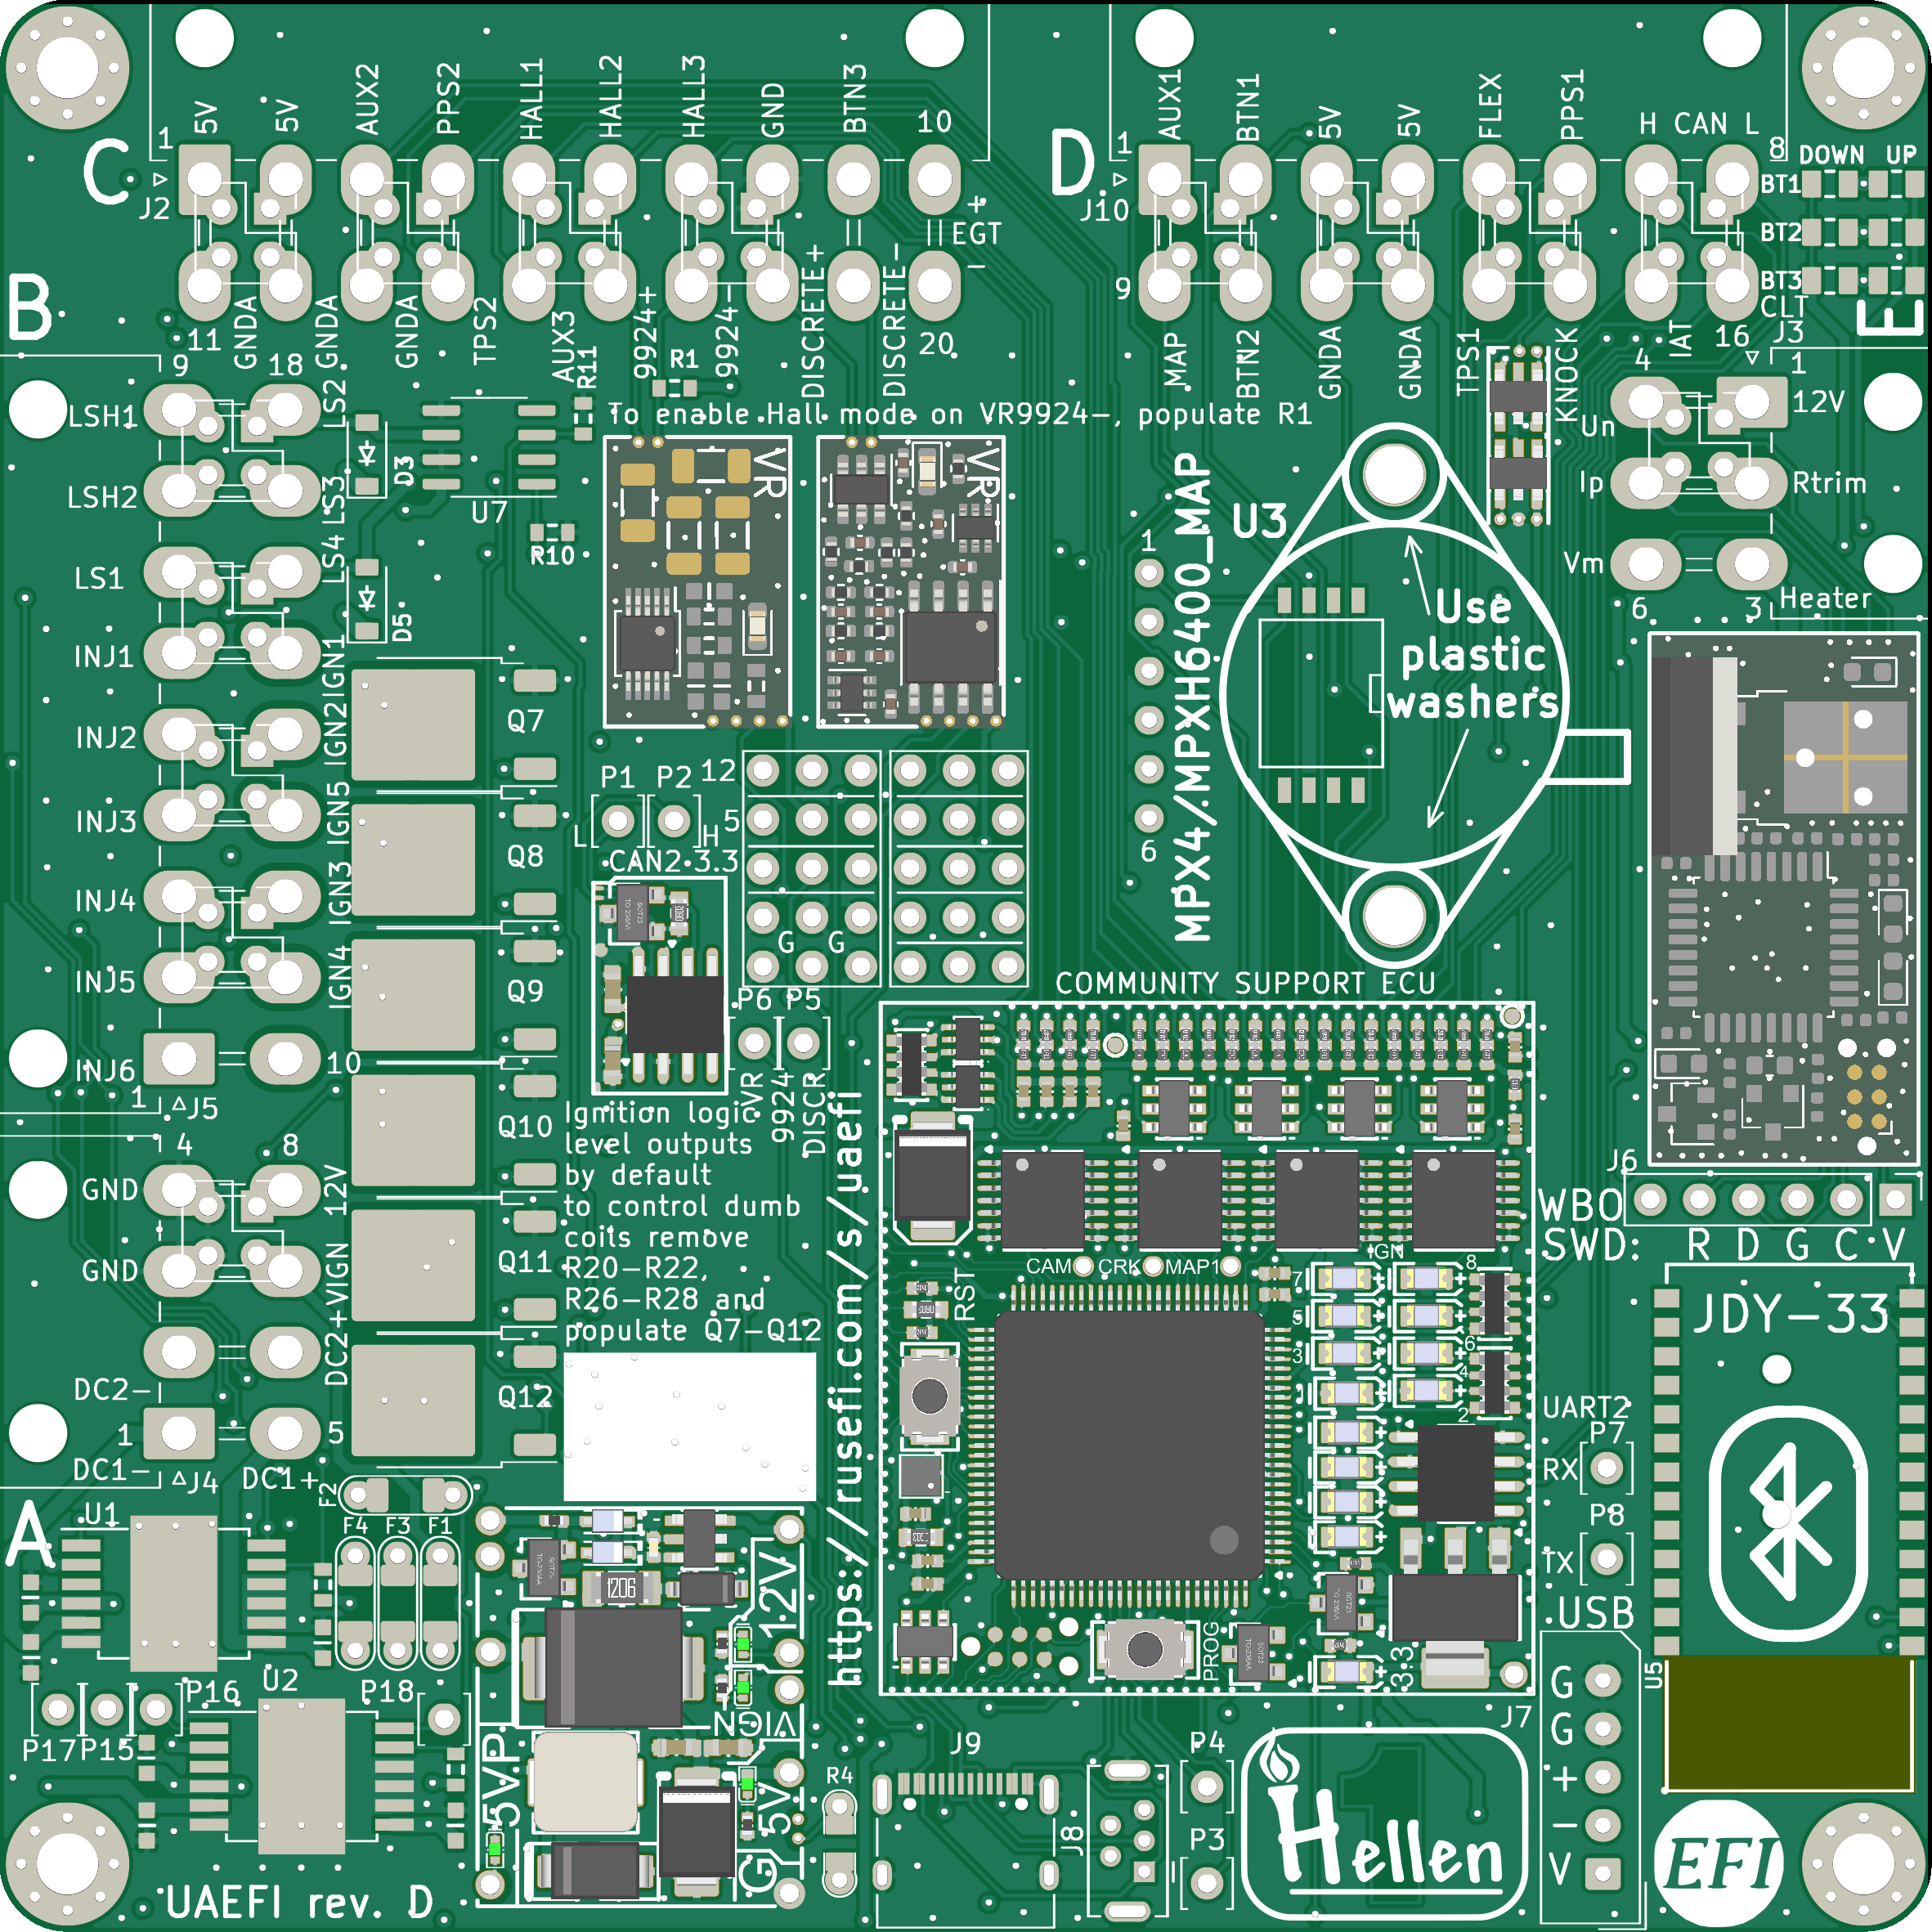 5V
5V
AUX2
PPS2
HALL1
HALL2
HALL3
GND
BTN3
10
C
1
J2
+
EGT
-
AUX1
BTN1
5V
5V
FLEX
PPS1
H CAN L
D
1
J10
8
DOWN UP
BT1
BT2
BT3
9
B
11
GNDA
GNDA
GNDA
TPS2
AUX3
9924+
9924-
DISCRETE+
DISCRETE-
20
MAP
BTN2
GNDA
GNDA
TPS1
KNOCK
IAT
16
CLT
J3
E
9
18
LS2
LSH1
LSH2
LS3
D3
U7
R11
R1
R10
To enable Hall mode on VR9924-, populate R1
4
1
12V
Un
Ip
Rtrim
Vm
6
3
Heater
LS1
LS4
D5
INJ1
IGN1
INJ2
IGN2
INJ3
IGN5
INJ4
IGN3
INJ5
IGN4
INJ6
10
1
J5
VR
VR
U3
MPX4/MPXH6400_MAP
1
6
Use
plastic
washers
Q7
Q8
Q9
Q10
Q11
Q12
P1
P2
12
5
L
H
CAN2
3.3
G
G
P6
P5
VR
9924
DISCR
COMMUNITY SUPPORT ECU
Ignition logic
level outputs
by default
to control dumb
coils remove
R20-R22,
R26-R28 and
populate Q7-Q12
https://rusefi.com/s/uaefi
4
8
GND
12V
GND
VIGN
DC2+
DC2-
1
5
DC1-
J4
DC1+
CAM
CRK
MAP1
IGN
RST
7
8
5
6
3
4
1
2
PROG
3.3
J6
WBO
SWD:
R D G C V
JDY-33
UART2
P7
RX
P8
TX
USB
U5
J7
G
G
+
-
V
A
U1
F2
F4
F3
F1
U2
P16
P18
P17
P15
1206
12V
VIGN
5VP
5V
G
R4
J9
J8
P4
P3
Hellen
1
EFI
UAEFI rev. D